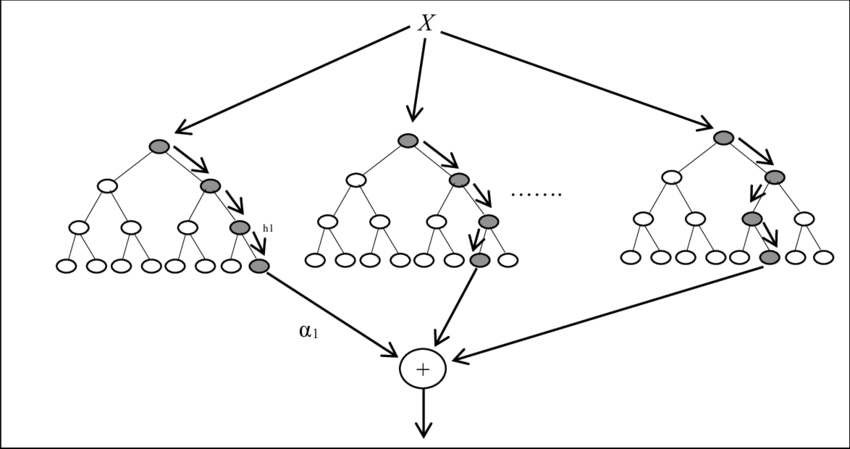 X
.......
h1
α1
+